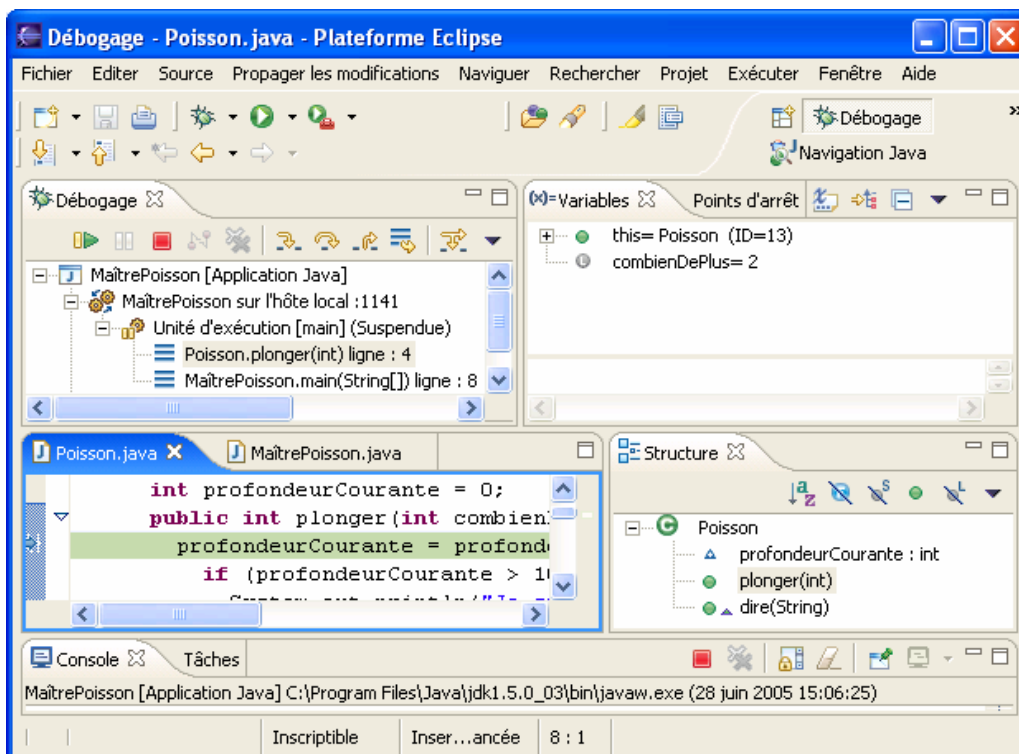 Débogage - Poisson.java - Plateforme Eclipse
Fichier Editer Source Propager les modifications Naviguer Rechercher Projet Exécuter Fenêtre Aide
Débogage
Navigation Java
Débogage
MaîtrePoisson [Application Java]
MaîtrePoisson sur l'hôte local :1141
Unité d'exécution [main] (Suspendue)
Poisson.plonger(int) ligne : 4
MaîtrePoisson.main(String[]) ligne : 8
(x)= Variables Points d'arrêt
this= Poisson (ID=13)
combienDePlus= 2
Poisson.java MaîtrePoisson.java
int profondeurCourante = 0;
public int plonger(int combien
profondeurCourante = profond
if (profondeurCourante > 1
Structure
Poisson
profondeurCourante : int
plonger(int)
dire(String)
Console Tâches
MaîtrePoisson [Application Java] C:\Program Files\Java\jdk1.5.0_03\bin\javaw.exe (28 juin 2005 15:06:25)
Inscriptible Inser...ancée 8 : 1